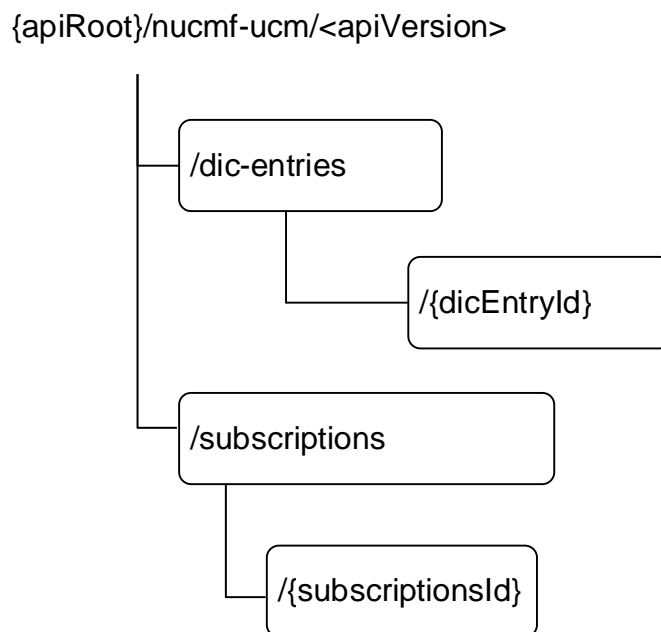 {apiRoot}/nucmf-ucm/<apiVersion>
/dic-entries
/{dicEntryId}
/subscriptions
/{subscriptionsId}